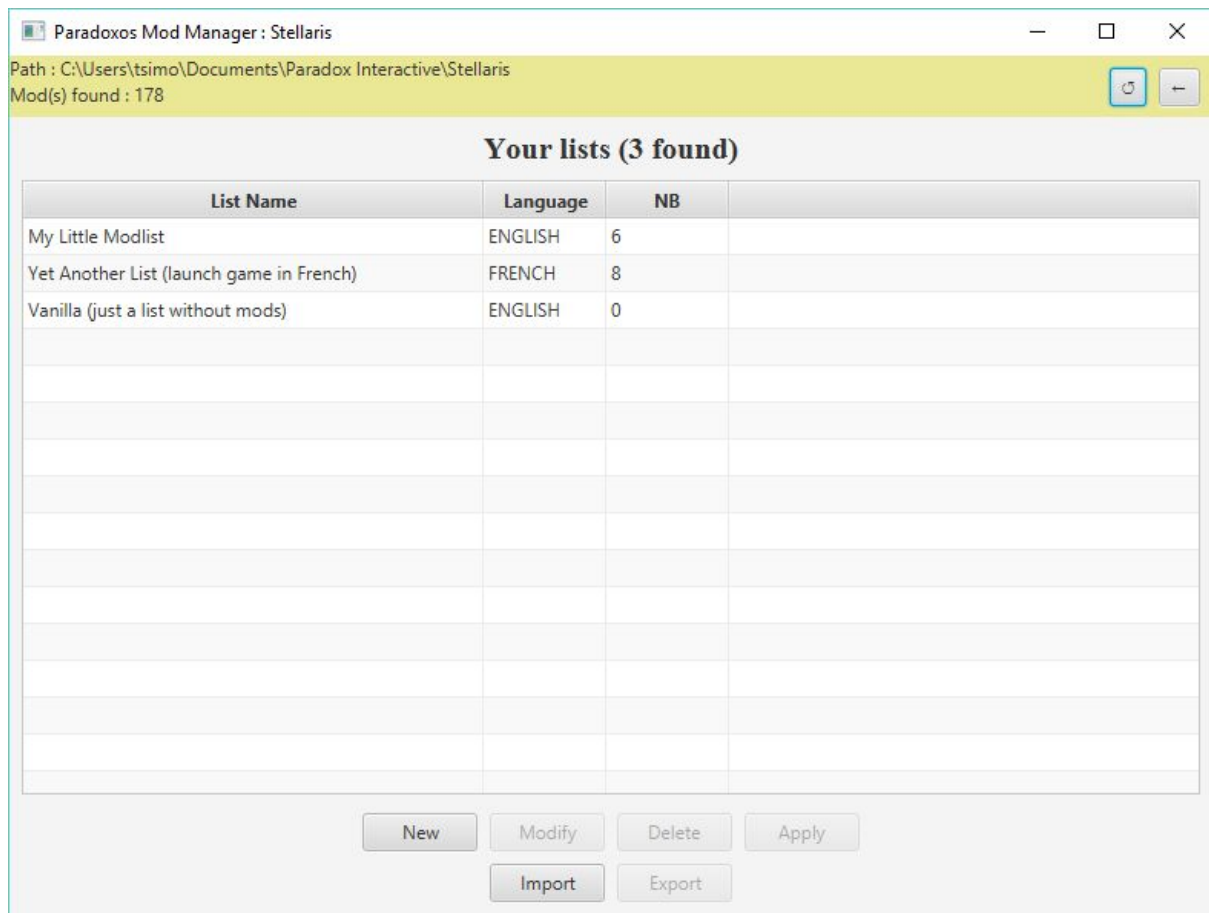 Paradoxos Mod Manager : Stellaris
Path : C:\Users\tsimo\Documents\Paradox Interactive\Stellaris
Mod(s) found : 178
Your lists (3 found)
List Name Language NB
My Little Modlist ENGLISH 6
Yet Another List (launch game in French) FRENCH 8
Vanilla (just a list without mods) ENGLISH 0
New Modify Delete Apply
Import Export